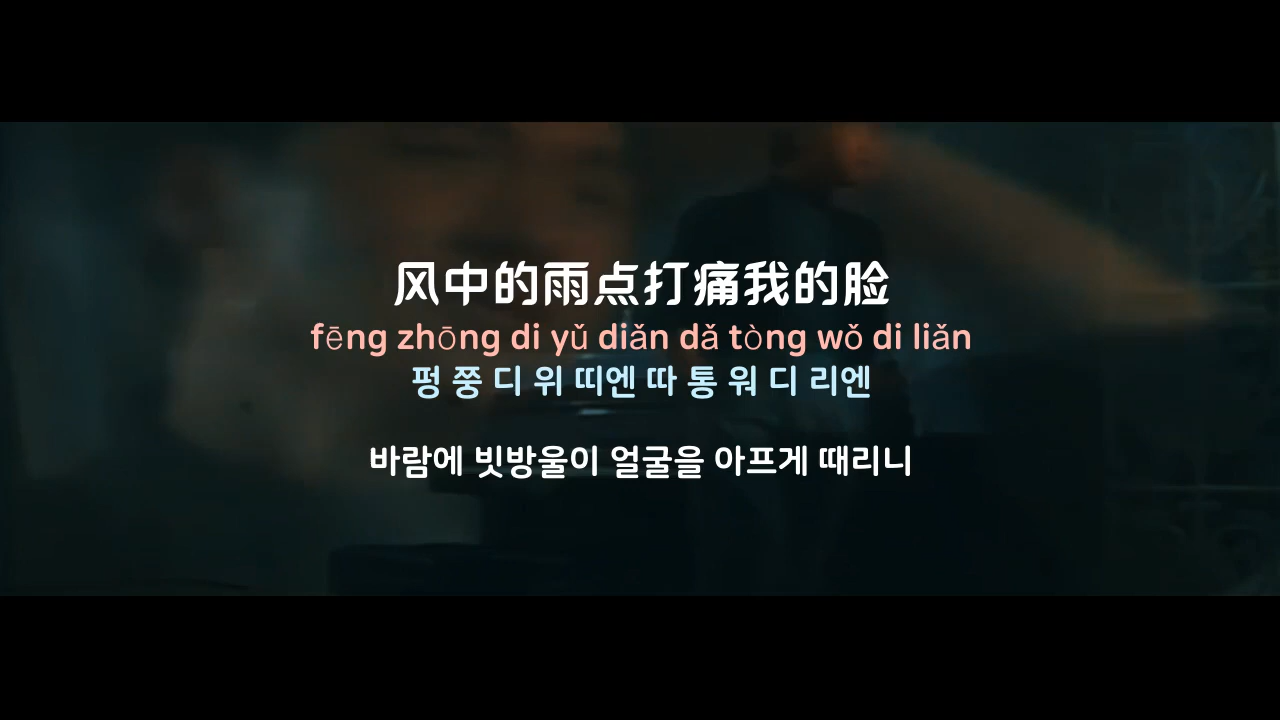 风中的雨点打痛我的脸
fēng zhōng di yǔ diǎn dǎ tòng wǒ di liǎn
펑 쭝 디 위 띠엔 따 통 워 디 리엔
바람에 빗방울이 얼굴을 아프게 때리니